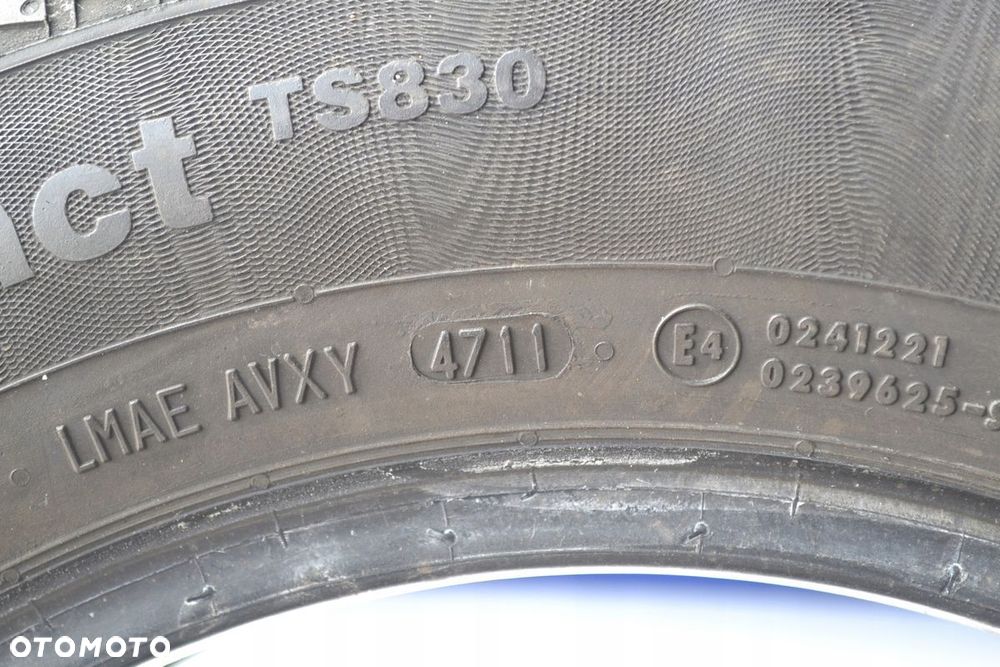 TS830
act
LMAE AVXY 4711 E4 0241221
0239625-
OTOMOTO